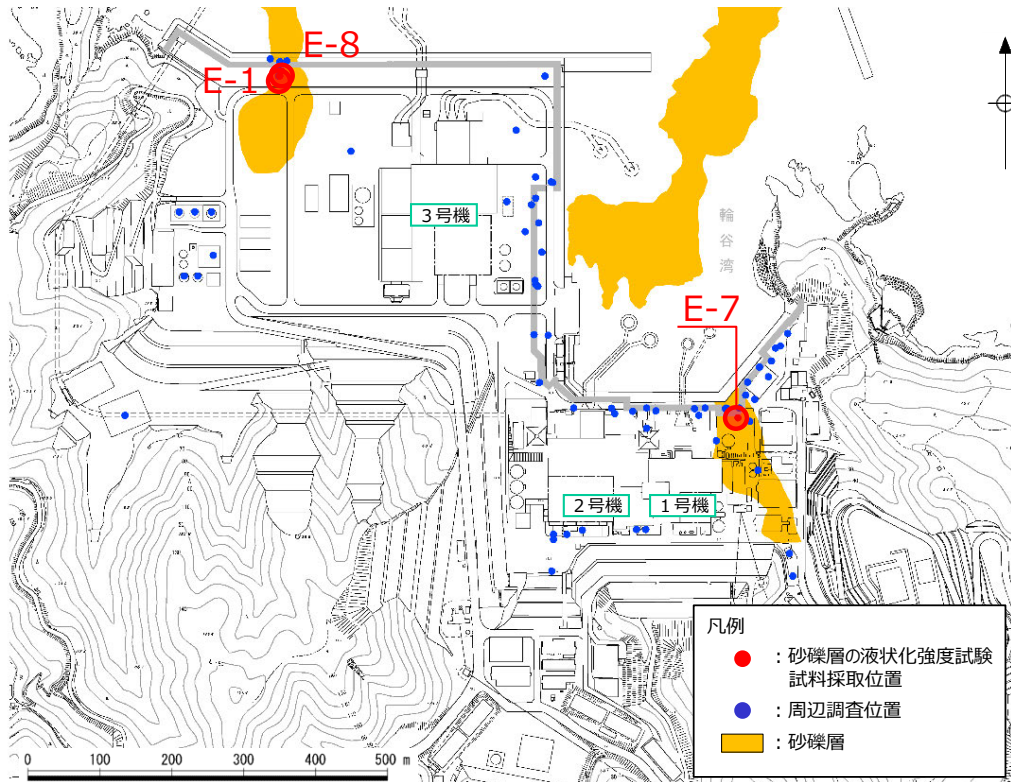 E-8
E-1
3号機
輪谷湾
E-7
2号機
1号機
凡例
：砂礫層の液状化強度試験
試料採取位置
：周辺調査位置
：砂礫層
0 100 200 300 400 500 m